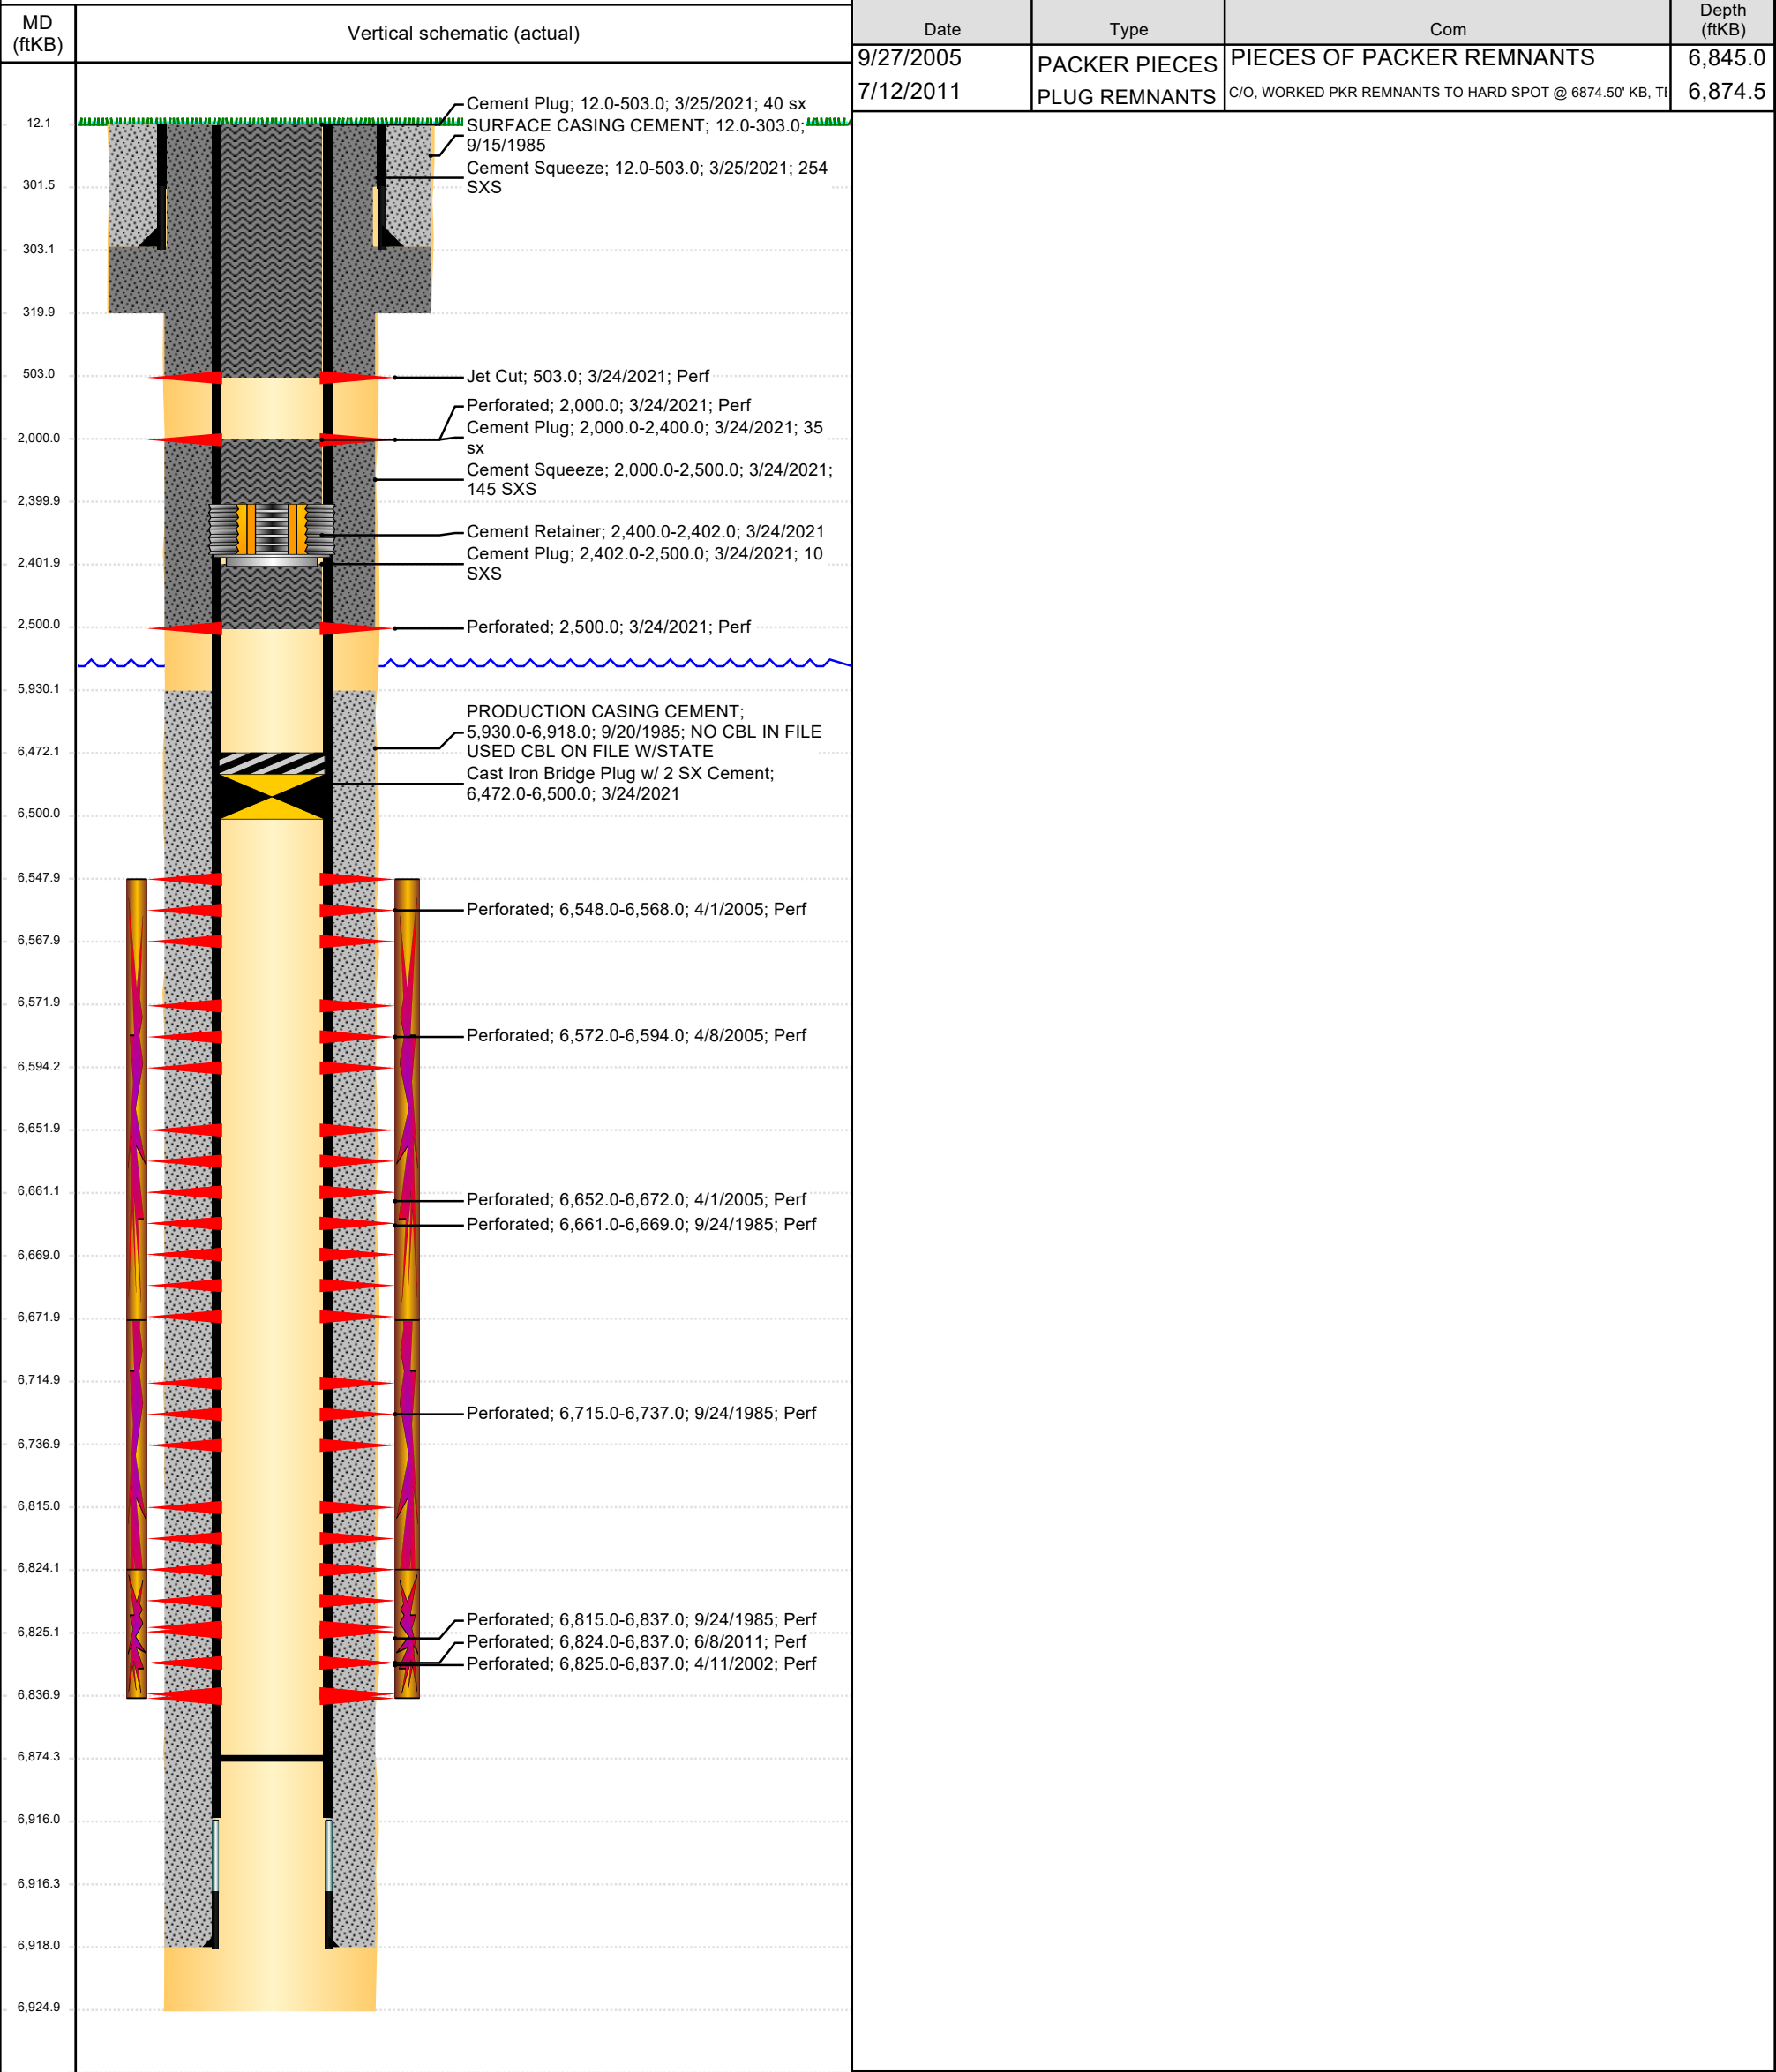 MD
(ftKB)
Vertical schematic (actual)
Date
Type
Com
Depth
(ftKB)
9/27/2005
PACKER PIECES
PIECES OF PACKER REMNANTS
6,845.0
7/12/2011
PLUG REMNANTS
C/O, WORKED PKR REMNANTS TO HARD SPOT @ 6874.50' KB,
6,874.5
12.1
301.5
303.1
319.9
503.0
2,000.0
2,399.9
2,401.9
2,500.0
5,930.1
6,472.1
6,500.0
6,547.9
6,567.9
6,571.9
6,594.2
6,651.9
6,661.1
6,669.0
6,671.9
6,714.9
6,736.9
6,815.0
6,824.1
6,825.1
6,836.9
6,874.3
6,916.0
6,916.3
6,918.0
6,924.9
Cement Plug; 12.0-503.0; 3/25/2021; 40 sx
SURFACE CASING CEMENT; 12.0-303.0;
9/15/1985
Cement Squeeze; 12.0-503.0; 3/25/2021; 254
SXS
Jet Cut; 503.0; 3/24/2021; Perf
Perforated; 2,000.0; 3/24/2021; Perf
Cement Plug; 2,000.0-2,400.0; 3/24/2021; 35
sx
Cement Squeeze; 2,000.0-2,500.0; 3/24/2021;
145 SXS
Cement Retainer; 2,400.0-2,402.0; 3/24/2021
Cement Plug; 2,402.0-2,500.0; 3/24/2021; 10
SXS
Perforated; 2,500.0; 3/24/2021; Perf
PRODUCTION CASING CEMENT;
5,930.0-6,918.0; 9/20/1985; NO CBL IN FILE
USED CBL ON FILE W/STATE
Cast Iron Bridge Plug w/ 2 SX Cement;
6,472.0-6,500.0; 3/24/2021
Perforated; 6,548.0-6,568.0; 4/1/2005; Perf
Perforated; 6,572.0-6,594.0; 4/8/2005; Perf
Perforated; 6,652.0-6,672.0; 4/1/2005; Perf
Perforated; 6,661.0-6,669.0; 9/24/1985; Perf
Perforated; 6,715.0-6,737.0; 9/24/1985; Perf
Perforated; 6,815.0-6,837.0; 9/24/1985; Perf
Perforated; 6,824.0-6,837.0; 6/8/2011; Perf
Perforated; 6,825.0-6,837.0; 4/11/2002; Perf